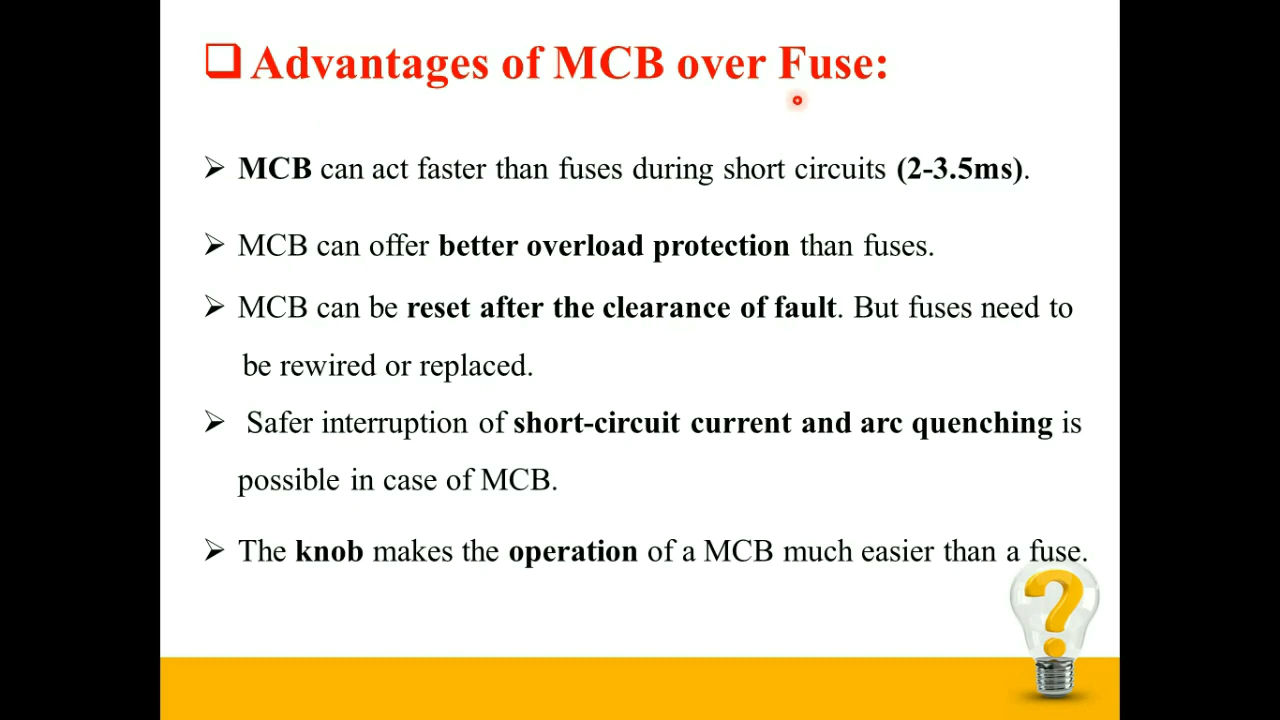 Advantages of MCB over Fuse:
MCB can act faster than fuses during short circuits (2-3.5ms).
MCB can offer better overload protection than fuses.
MCB can be reset after the clearance of fault. But fuses need to
be rewired or replaced.
Safer interruption of short-circuit current and arc quenching is
possible in case of MCB.
The knob makes the operation of a MCB much easier than a fuse.
?